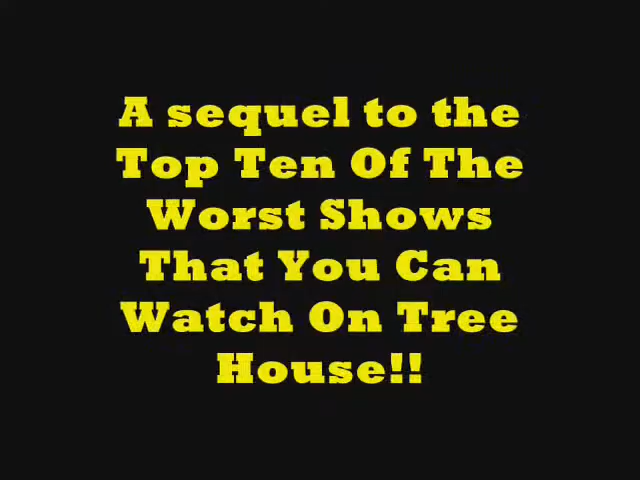 A sequel to the
Top Ten Of The
Worst Shows
That You Can
Watch On Tree
House!!